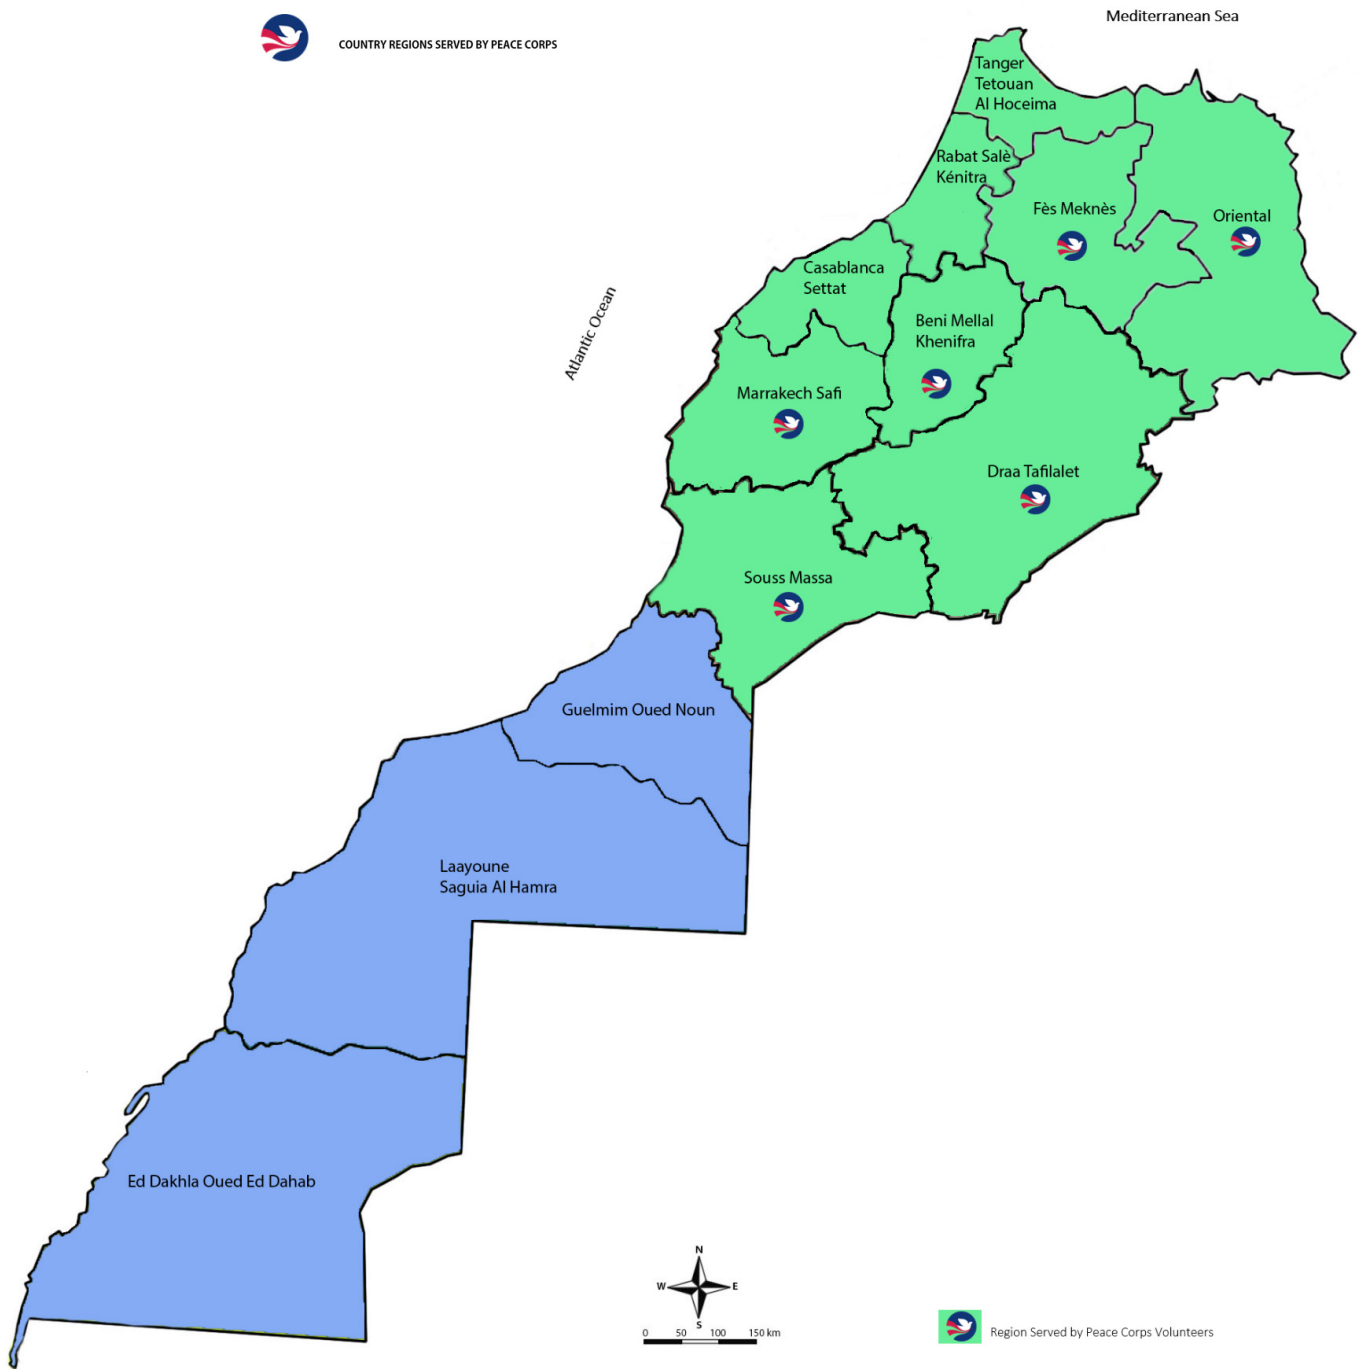 Mediterranean Sea
COUNTRY REGIONS SERVED BY PEACE CORPS
Tanger
Tetouan
Al Hoceima
Rabat Salè
Kénitra
Fès Meknès
Oriental
Casablanca
Settat
Atlantic Ocean
Beni Mellal
Khenifra
Marrakech Safi
Draa Tafilalet
Souss Massa
Guelmim Oued Noun
Laayoune
Saguia Al Hamra
Ed Dakhla Oued Ed Dahab
N
W E
S
0 50 100 150 km
Region Served by Peace Corps Volunteers